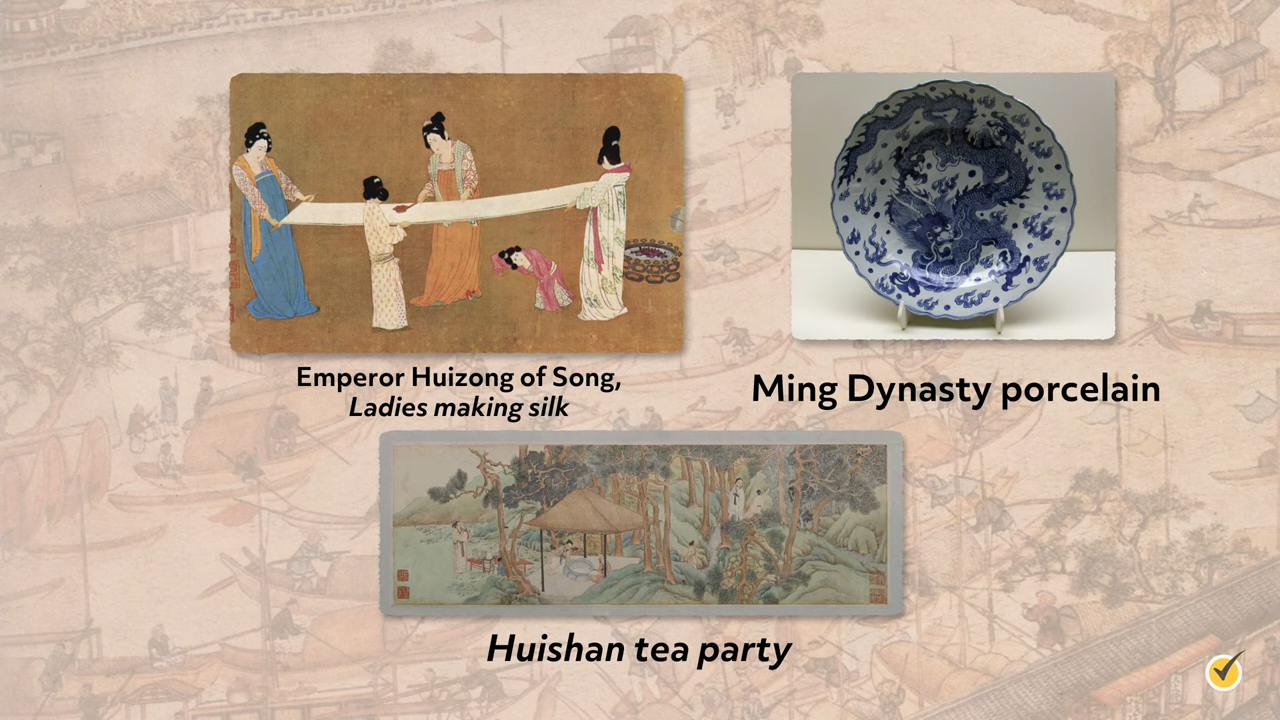 Emperor Huizong of Song,
Ladies making silk
Ming Dynasty porcelain
Huishan tea party